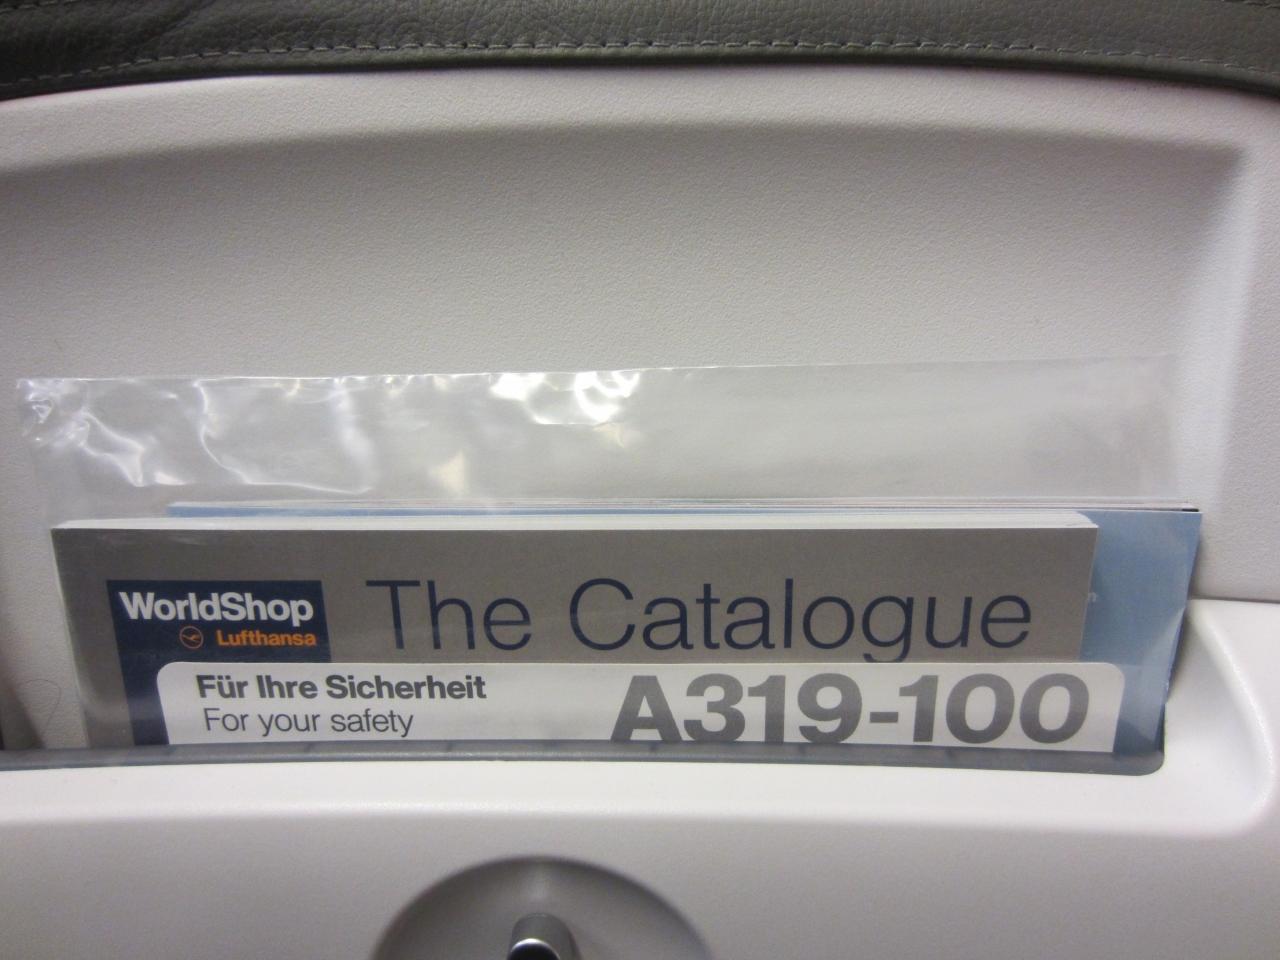 WorldShop
Lufthansa
The Catalogue
Für Ihre Sicherheit
For your safety
A319-100